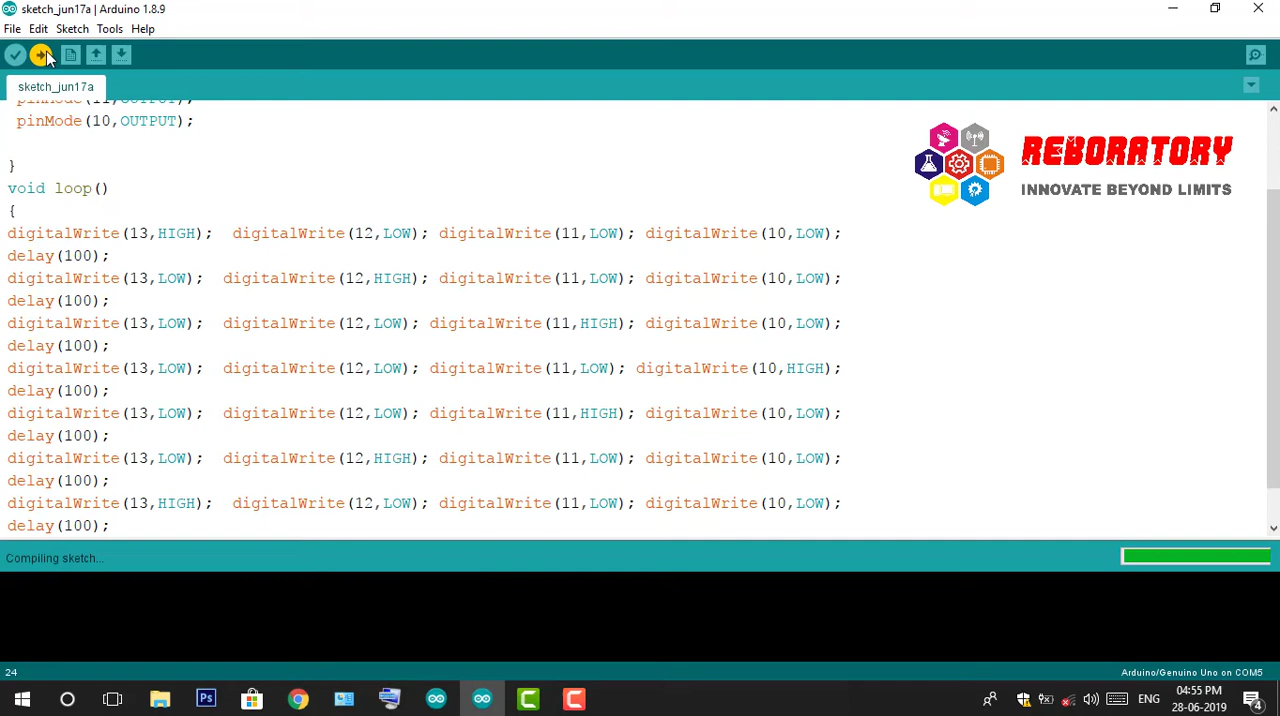 sketch_jun17a | Arduino 1.8.9
File Edit Sketch Tools Help
sketch_jun17a
pinMode(11,OUTPUT);
pinMode(10,OUTPUT);
}
void loop()
{
digitalWrite(13,HIGH);  digitalWrite(12,LOW); digitalWrite(11,LOW); digitalWrite(10,LOW);
delay(100);
digitalWrite(13,LOW);  digitalWrite(12,HIGH); digitalWrite(11,LOW); digitalWrite(10,LOW);
delay(100);
digitalWrite(13,LOW);  digitalWrite(12,LOW); digitalWrite(11,HIGH); digitalWrite(10,LOW);
delay(100);
digitalWrite(13,LOW);  digitalWrite(12,LOW); digitalWrite(11,LOW); digitalWrite(10,HIGH);
delay(100);
digitalWrite(13,LOW);  digitalWrite(12,LOW); digitalWrite(11,HIGH); digitalWrite(10,LOW);
delay(100);
digitalWrite(13,LOW);  digitalWrite(12,HIGH); digitalWrite(11,LOW); digitalWrite(10,LOW);
delay(100);
digitalWrite(13,HIGH);  digitalWrite(12,LOW); digitalWrite(11,LOW); digitalWrite(10,LOW);
delay(100);
REBORATORY
INNOVATE BEYOND LIMITS
Compiling sketch...
24
Arduino/Genuino Uno on COM5
Ps
C
C
ENG
04:55 PM
28-06-2019
4